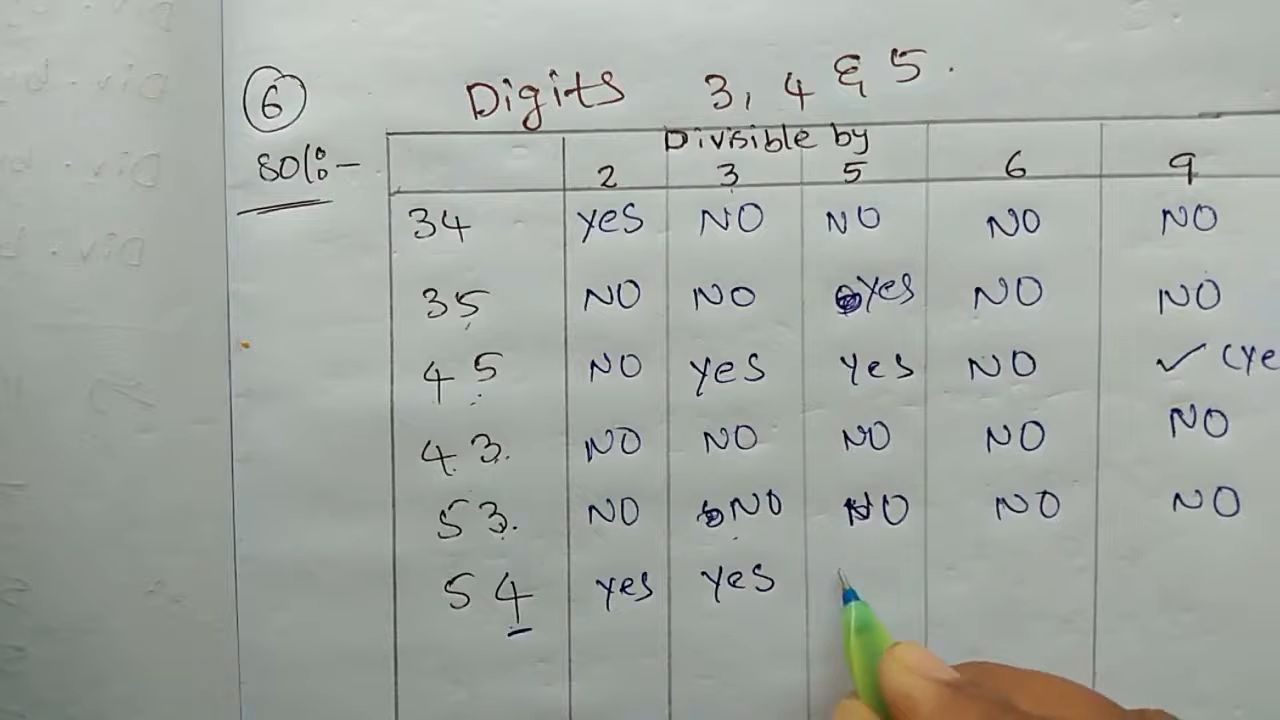 6 Digits 3, 4 & 5.
Sol:-
Divisible by
2 3 5 6 9
34 Yes NO NO NO NO
35 NO NO Yes NO NO
45 NO Yes Yes NO ✓ (Ye
43. NO NO NO NO NO
53. NO NO NO NO NO
54 Yes Yes